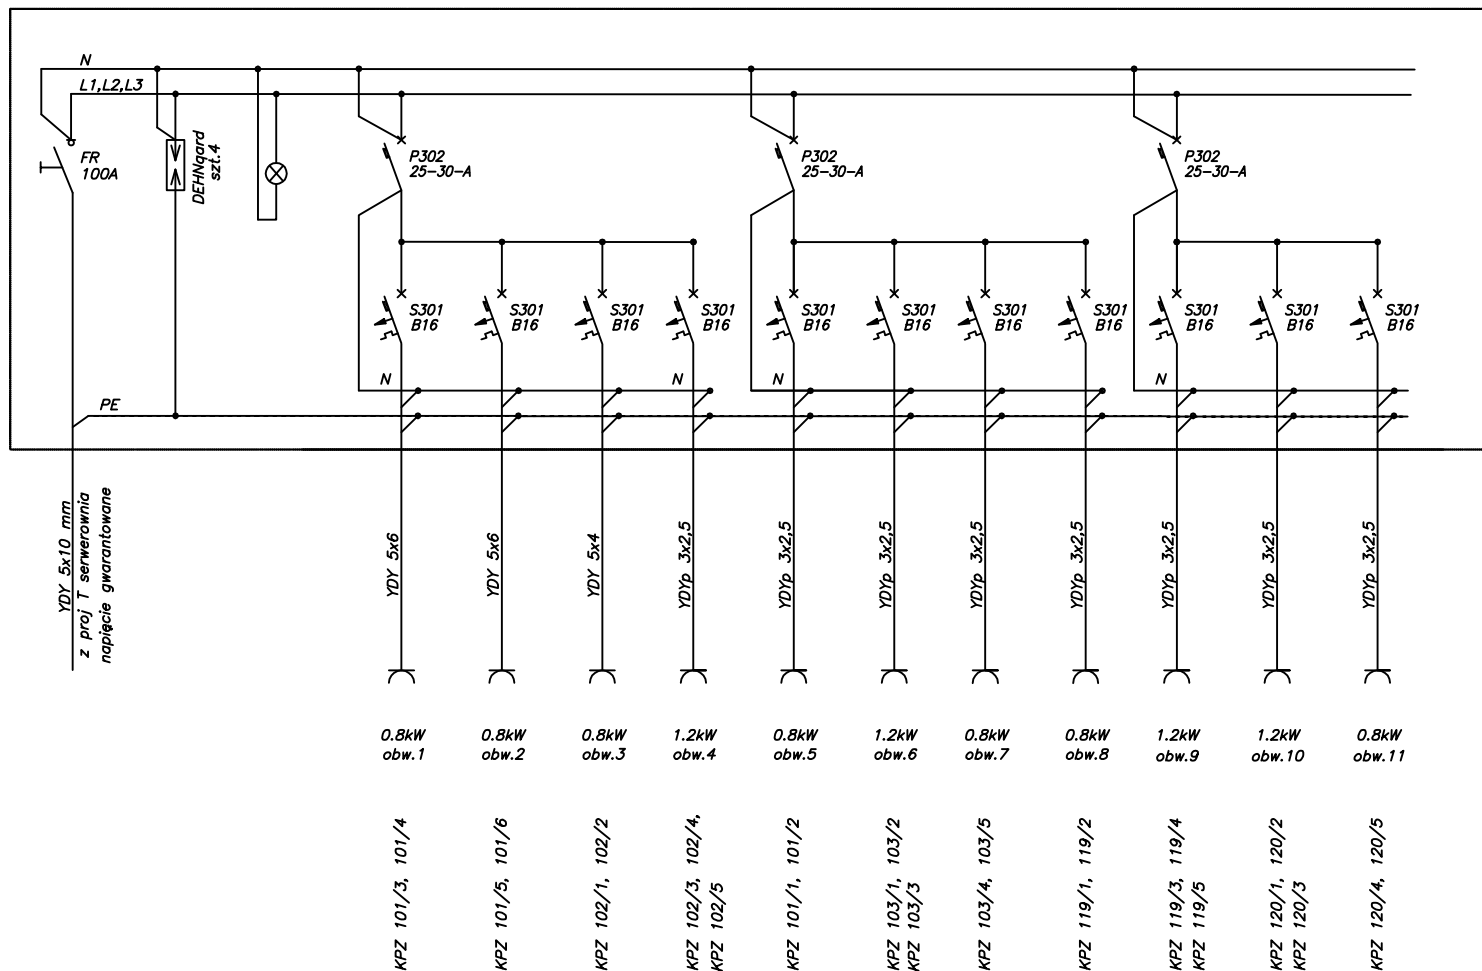 N
L1,L2,L3
FR
100A
DEHNqard
szt.4
P302
25-30-A
P302
25-30-A
P302
25-30-A
S301
B16
S301
B16
S301
B16
S301
B16
S301
B16
S301
B16
S301
B16
S301
B16
S301
B16
S301
B16
S301
B16
N
N
N
N
PE
YDY 5x10 mm
z proj T serwerownia
napięcie gwarantowane
YDY 5x6
YDY 5x6
YDY 5x4
YDYp 3x2,5
YDYp 3x2,5
YDYp 3x2,5
YDYp 3x2,5
YDYp 3x2,5
YDYp 3x2,5
YDYp 3x2,5
YDYp 3x2,5
0.8kW
obw.1
0.8kW
obw.2
0.8kW
obw.3
1.2kW
obw.4
0.8kW
obw.5
1.2kW
obw.6
0.8kW
obw.7
0.8kW
obw.8
1.2kW
obw.9
1.2kW
obw.10
0.8kW
obw.11
KPZ 101/3, 101/4
KPZ 101/5, 101/6
KPZ 102/1, 102/2
KPZ 102/3, 102/4,
KPZ 102/5
KPZ 101/1, 101/2
KPZ 103/1, 103/2
KPZ 103/3
KPZ 103/4, 103/5
KPZ 119/1, 119/2
KPZ 119/3, 119/4
KPZ 119/5
KPZ 120/1, 120/2
KPZ 120/3
KPZ 120/4, 120/5